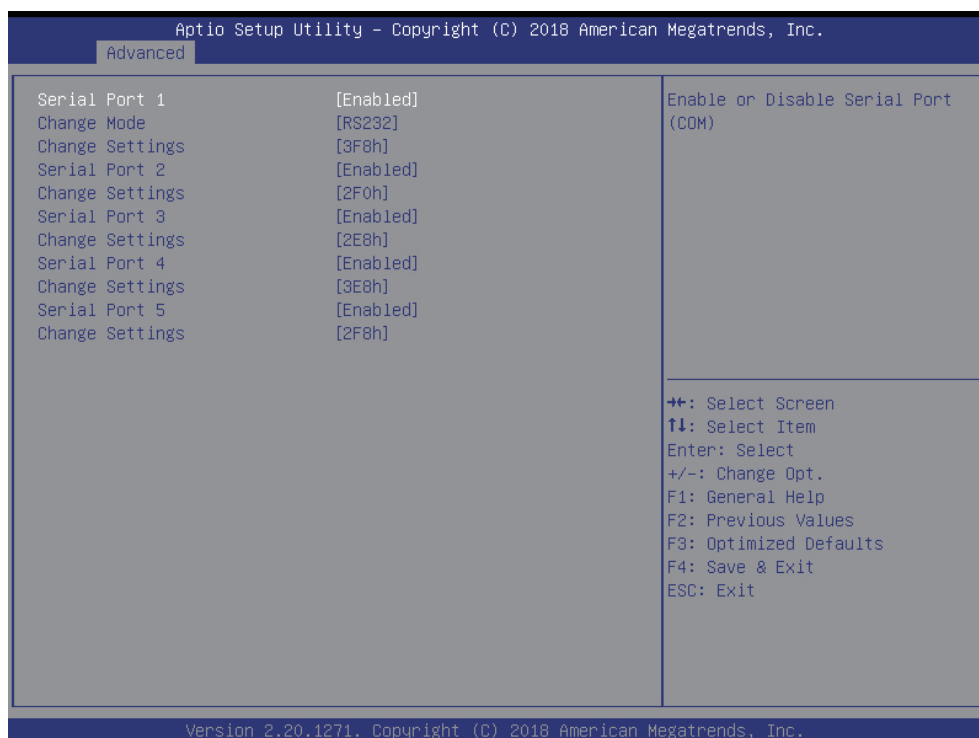 Aptio Setup Utility – Copyright (C) 2018 American Megatrends, Inc.
Advanced
Serial Port 1 [Enabled]
Change Mode [RS232]
Change Settings [3F8h]
Serial Port 2 [Enabled]
Change Settings [2F0h]
Serial Port 3 [Enabled]
Change Settings [2E8h]
Serial Port 4 [Enabled]
Change Settings [3E8h]
Serial Port 5 [Enabled]
Change Settings [2F8h]
Enable or Disable Serial Port
(COM)
→←: Select Screen
↑↓: Select Item
Enter: Select
+/-: Change Opt.
F1: General Help
F2: Previous Values
F3: Optimized Defaults
F4: Save & Exit
ESC: Exit
Version 2.20.1271. Copyright (C) 2018 American Megatrends, Inc.